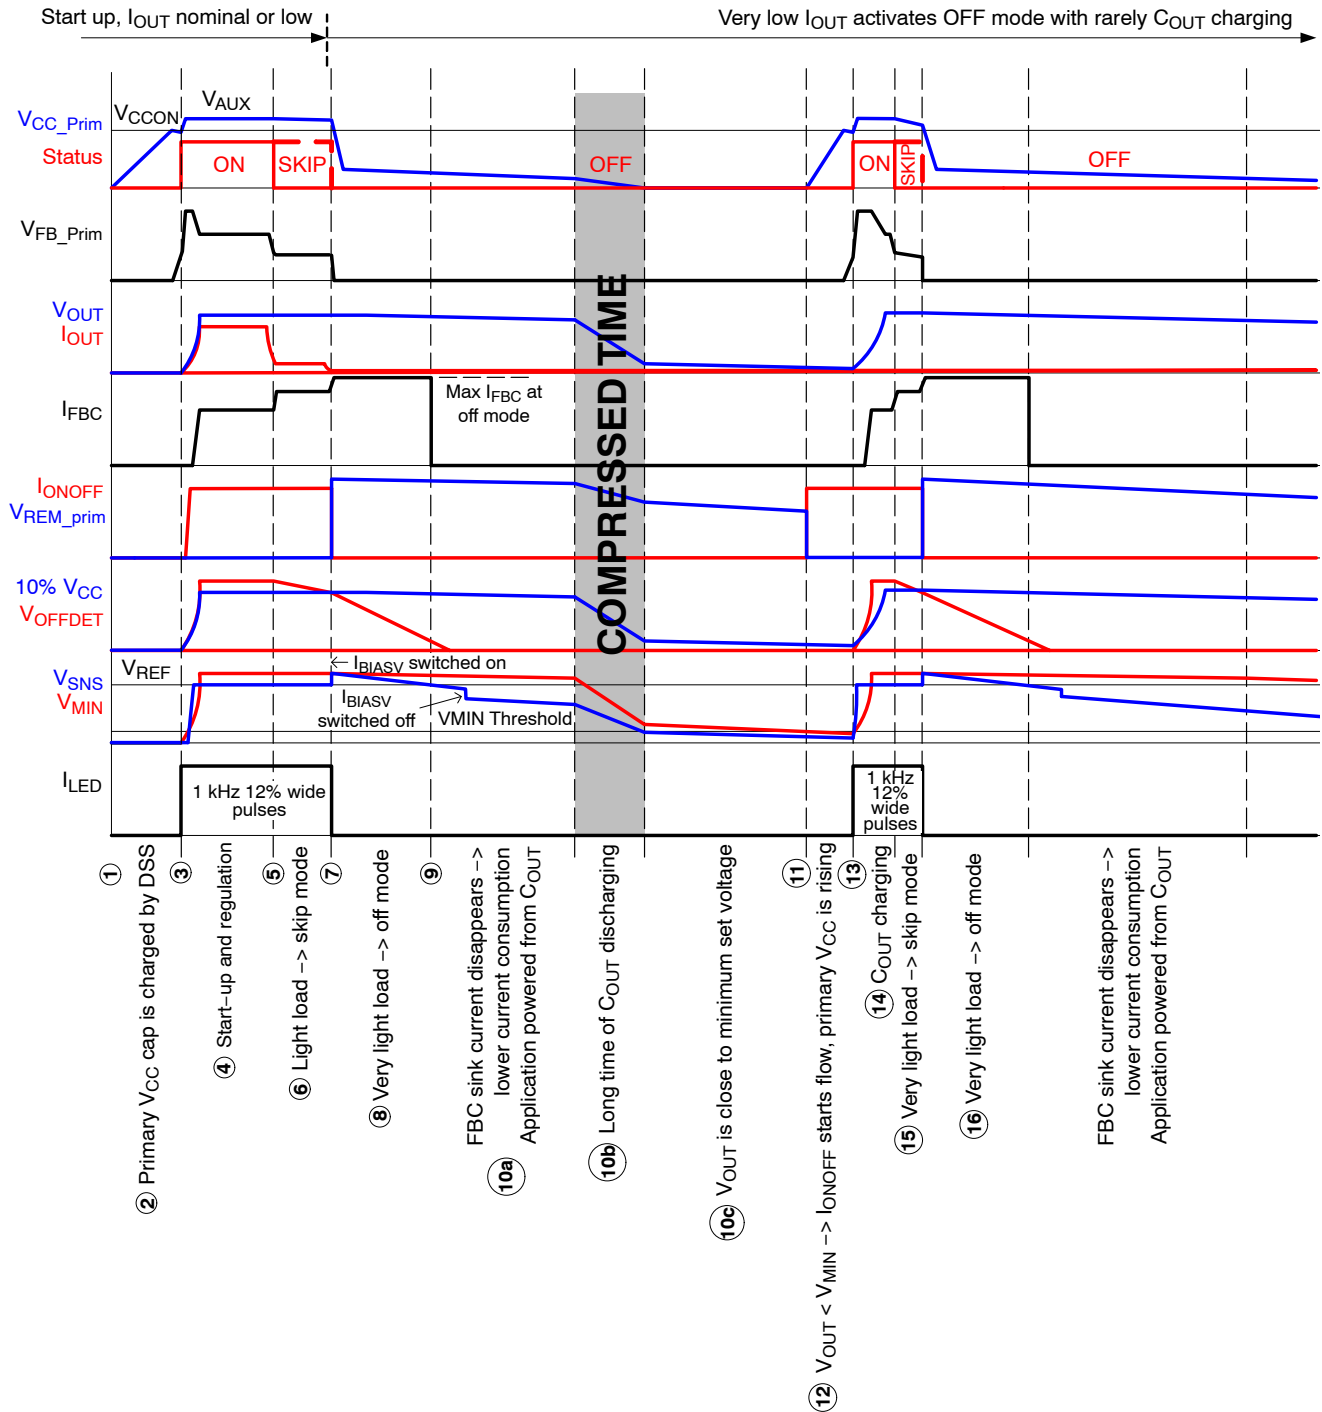 Start up, IOUT nominal or low
Very low IOUT activates OFF mode with rarely COUT charging
VCCON
VAUX
VCC_Prim
Status
ON
SKIP
OFF
ON
SKIP
OFF
VFB_Prim
VOUT
IOUT
Max IFBC at
off mode
IFBC
COMPRESSED TIME
IONOFF
VREM_prim
10% VCC
VOFFDET
VREF
← IBIASV switched on
VSNS
VMIN
IBIASV
switched off
VMIN Threshold
ILED
1 kHz 12% wide
pulses
1 kHz
12%
wide
pulses
1
2 Primary VCC cap is charged by DSS
3
4 Start−up and regulation
5
6 Light load −> skip mode
7
8 Very light load −> off mode
9
10a
FBC sink current disappears −>
lower current consumption
Application powered from COUT
10b Long time of COUT discharging
10c VOUT is close to minimum set voltage
11
12 VOUT < VMIN −> IONOFF starts flow, primary VCC is rising
13
14 COUT charging
15 Very light load −> skip mode
16 Very light load −> off mode
FBC sink current disappears −>
lower current consumption
Application powered from COUT